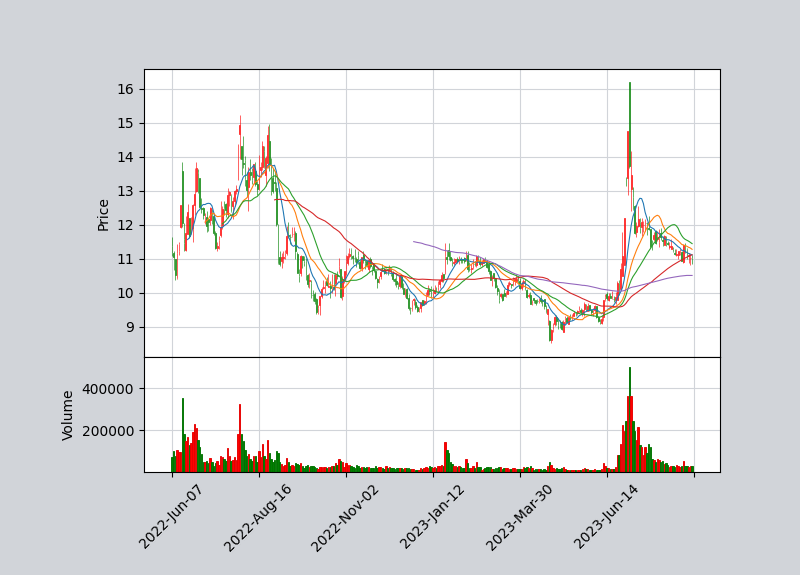 Price
16
15
14
13
12
11
10
9
Volume
400000
200000
2022-Jun-07
2022-Aug-16
2022-Nov-02
2023-Jan-12
2023-Mar-30
2023-Jun-14